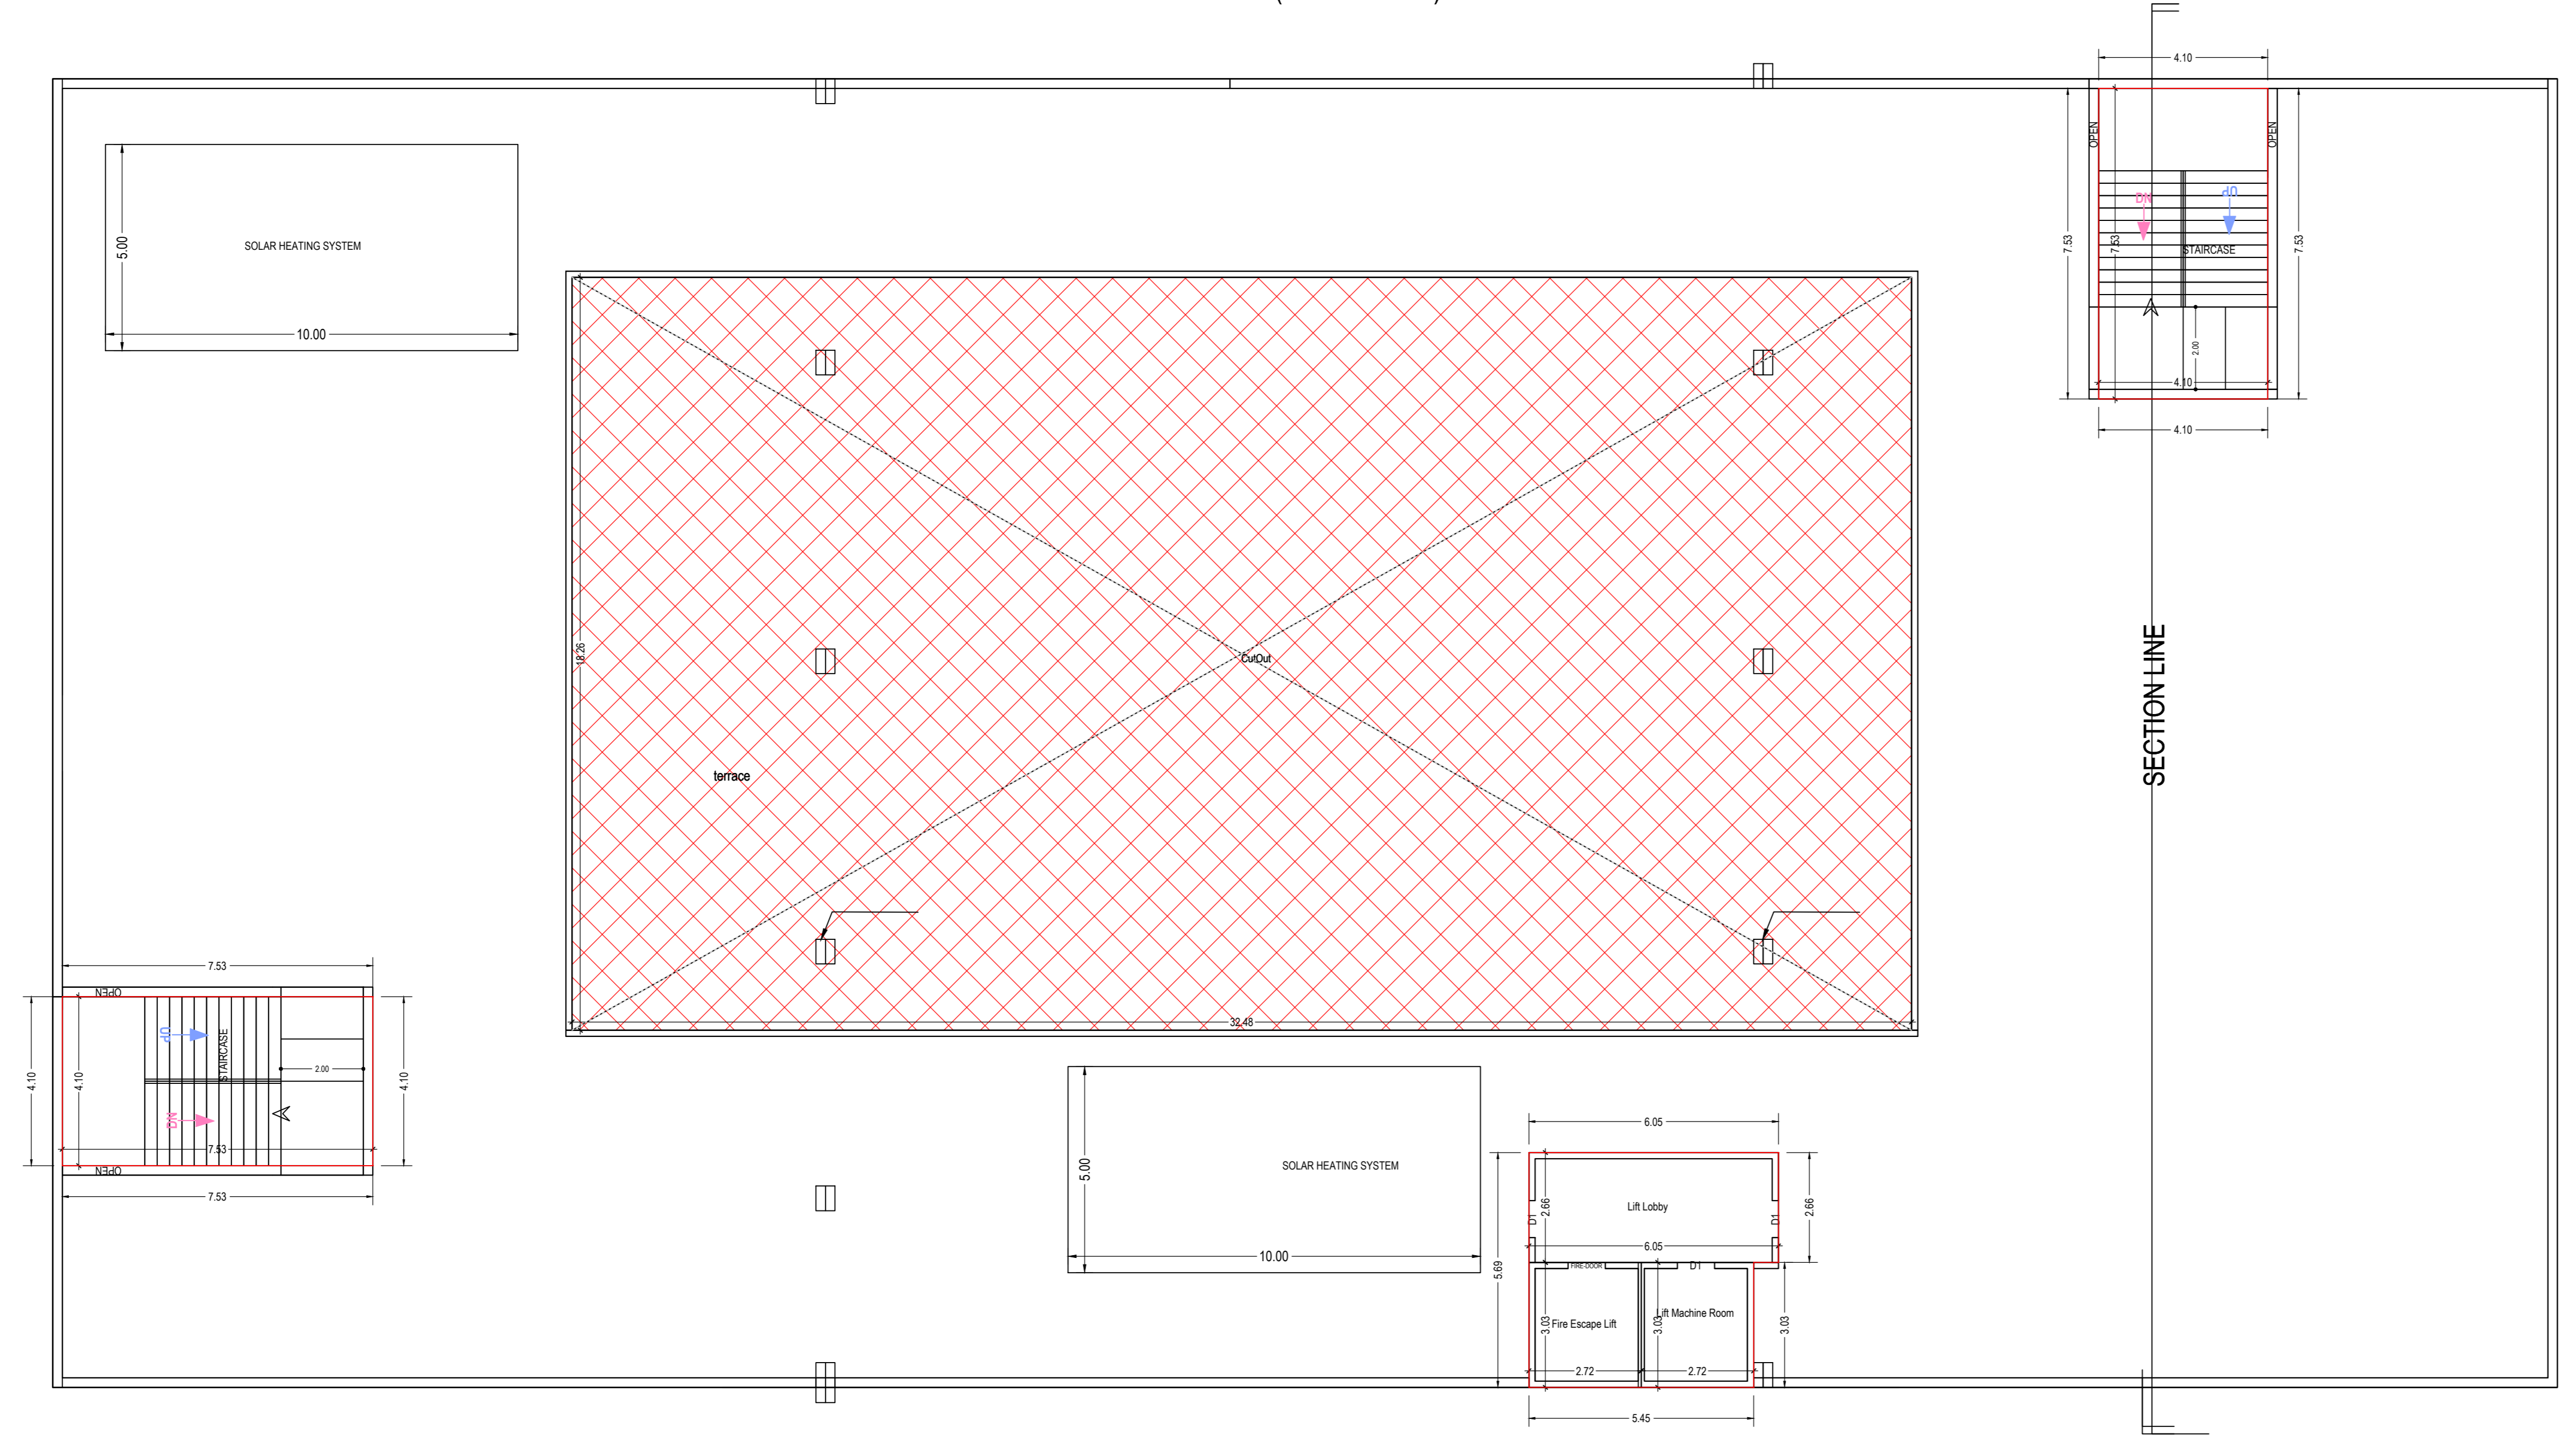 4.10
OPEN
OPEN
DN
UP
7.53
7.53
STAIRCASE
7.53
2.00
4.10
4.10
5.00
SOLAR HEATING SYSTEM
10.00
18.26
CutOut
terrace
32.48
SECTION LINE
7.53
OPEN
UP
STAIRCASE
2.00
4.10
4.10
4.10
DN
7.53
OPEN
7.53
5.00
SOLAR HEATING SYSTEM
10.00
6.05
2.66
Lift Lobby
2.66
D1
D1
6.05
5.69
FIRE-DOOR
D1
3.03
Fire Escape Lift
3.03
Lift Machine Room
3.03
2.72
2.72
5.45